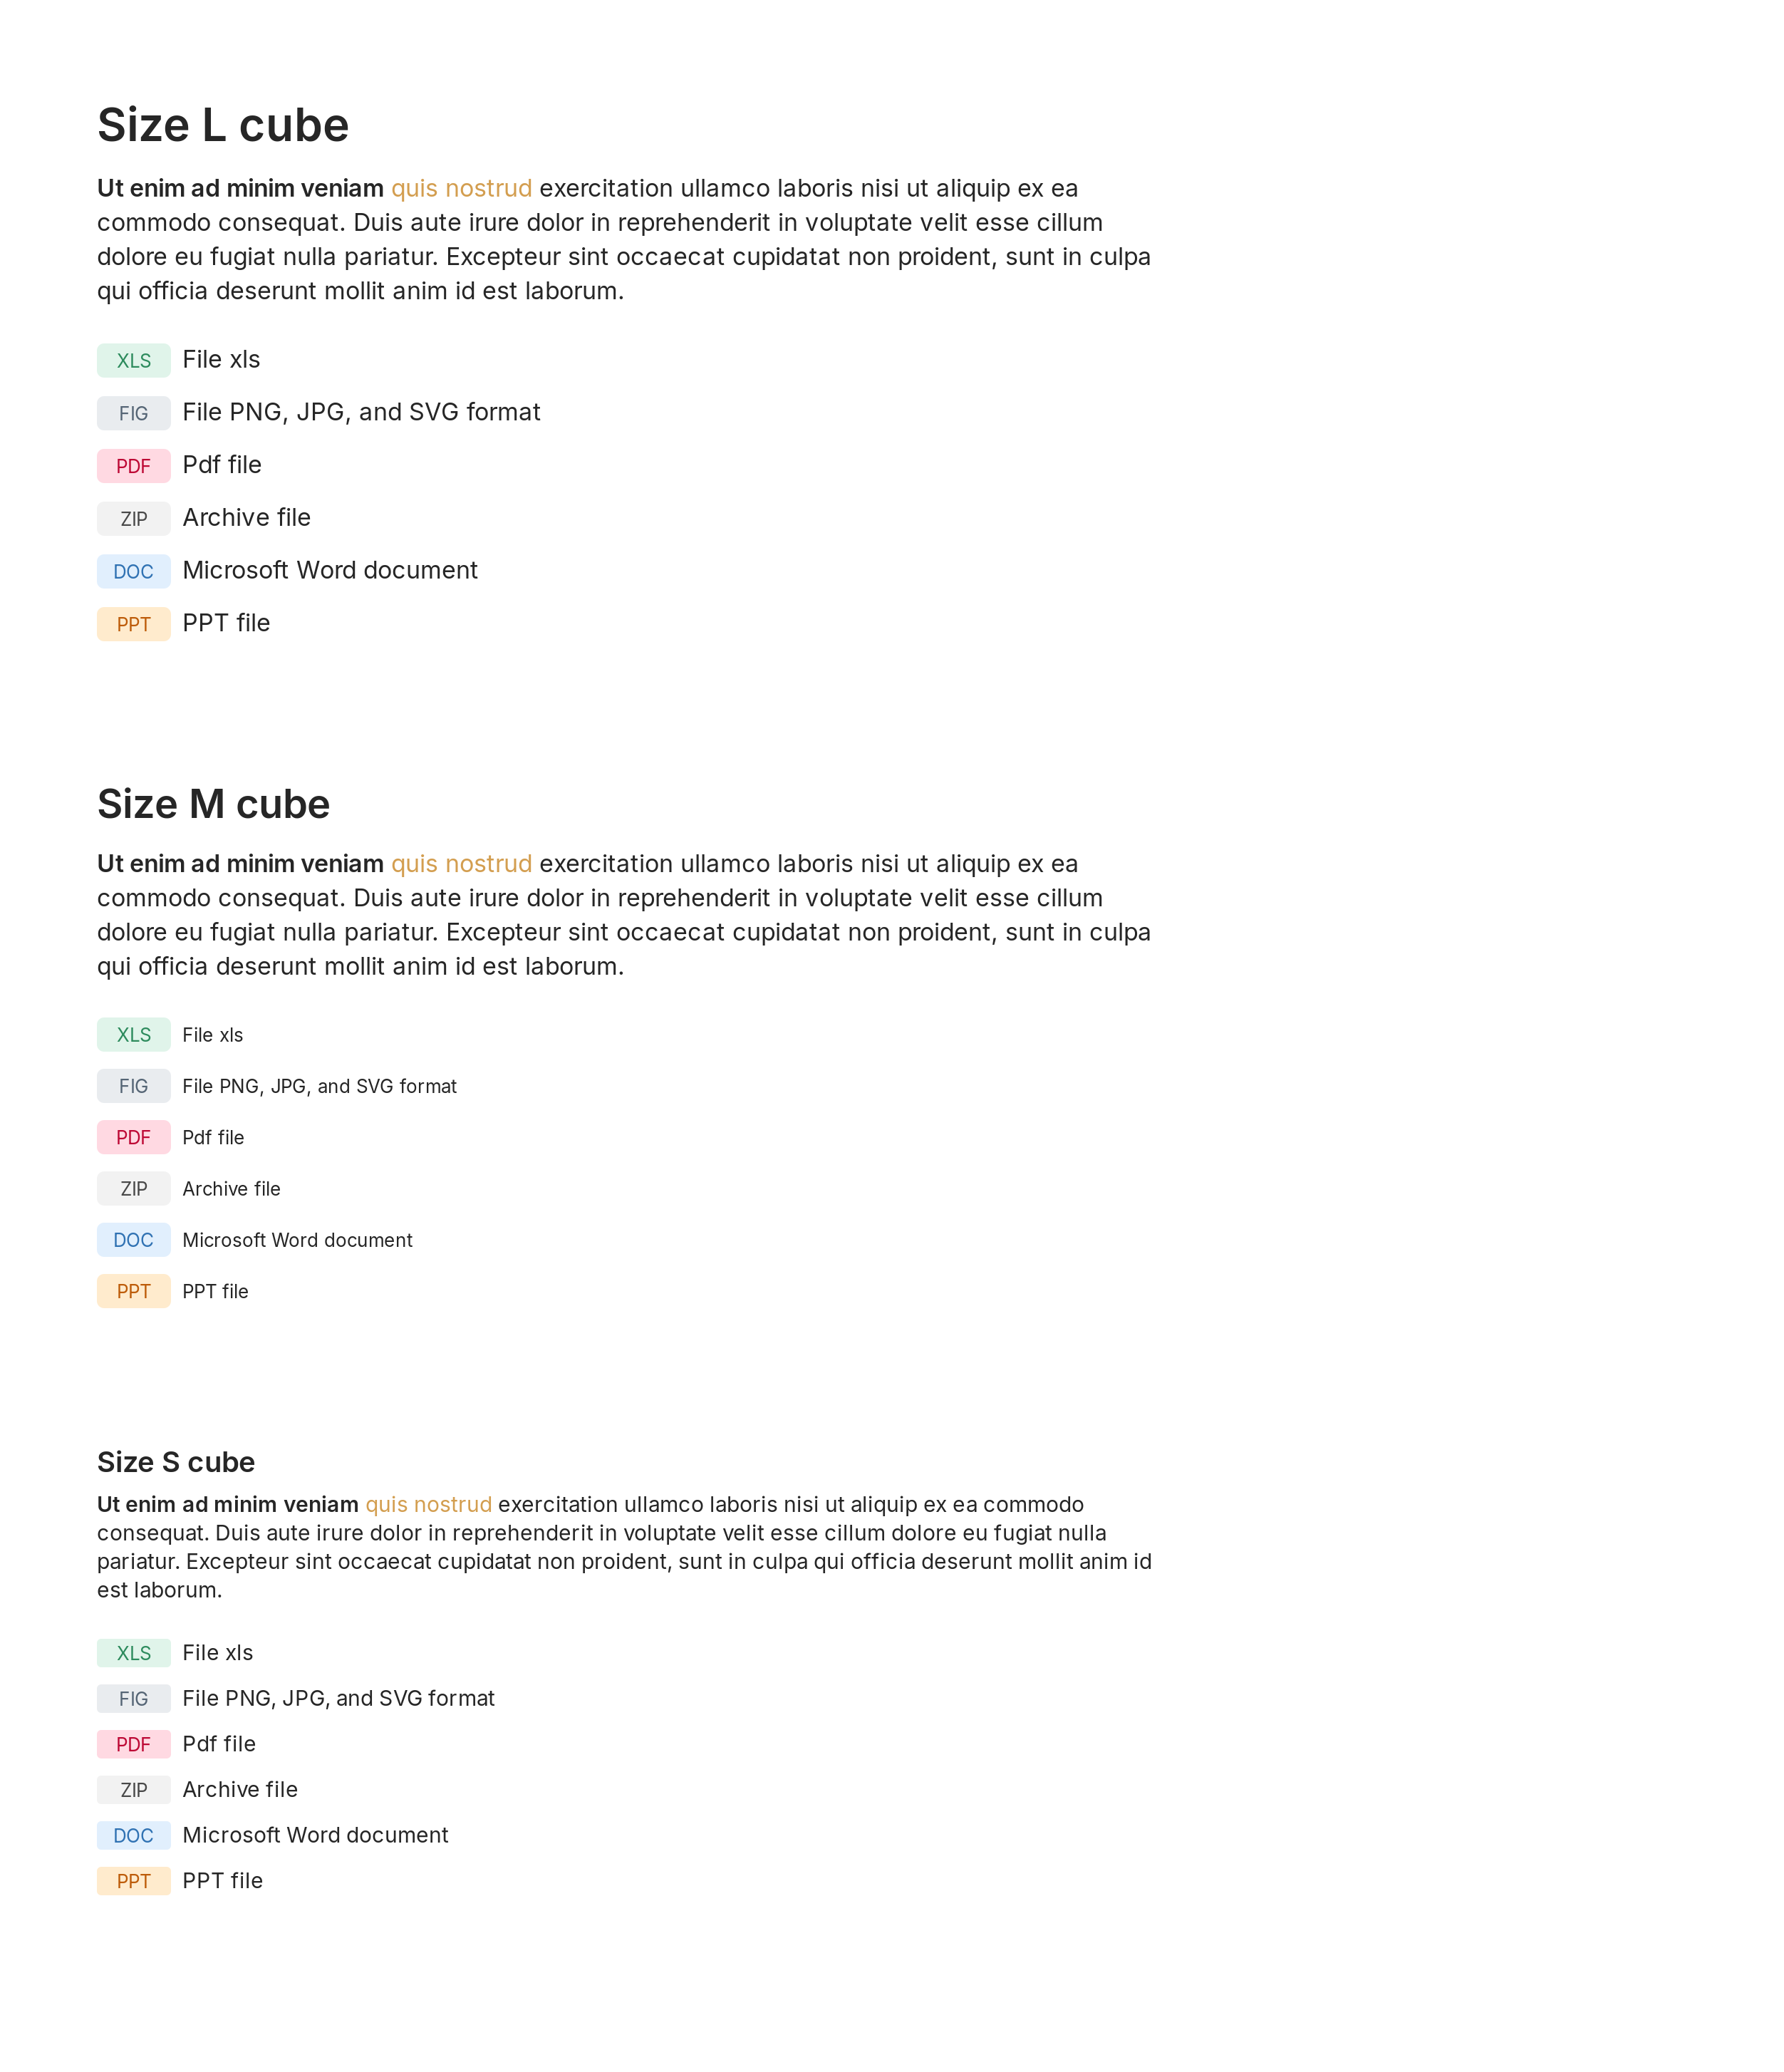 Size L cube
Ut enim ad minim veniam quis nostrud exercitation ullamco laboris nisi ut aliquip ex ea
commodo consequat. Duis aute irure dolor in reprehenderit in voluptate velit esse cillum
dolore eu fugiat nulla pariatur. Excepteur sint occaecat cupidatat non proident, sunt in culpa
qui officia deserunt mollit anim id est laborum.
XLS File xls
FIG File PNG, JPG, and SVG format
PDF Pdf file
ZIP Archive file
DOC Microsoft Word document
PPT PPT file
Size M cube
Ut enim ad minim veniam quis nostrud exercitation ullamco laboris nisi ut aliquip ex ea
commodo consequat. Duis aute irure dolor in reprehenderit in voluptate velit esse cillum
dolore eu fugiat nulla pariatur. Excepteur sint occaecat cupidatat non proident, sunt in culpa
qui officia deserunt mollit anim id est laborum.
XLS File xls
FIG File PNG, JPG, and SVG format
PDF Pdf file
ZIP Archive file
DOC Microsoft Word document
PPT PPT file
Size S cube
Ut enim ad minim veniam quis nostrud exercitation ullamco laboris nisi ut aliquip ex ea commodo
consequat. Duis aute irure dolor in reprehenderit in voluptate velit esse cillum dolore eu fugiat nulla
pariatur. Excepteur sint occaecat cupidatat non proident, sunt in culpa qui officia deserunt mollit anim id
est laborum.
XLS File xls
FIG File PNG, JPG, and SVG format
PDF Pdf file
ZIP Archive file
DOC Microsoft Word document
PPT PPT file